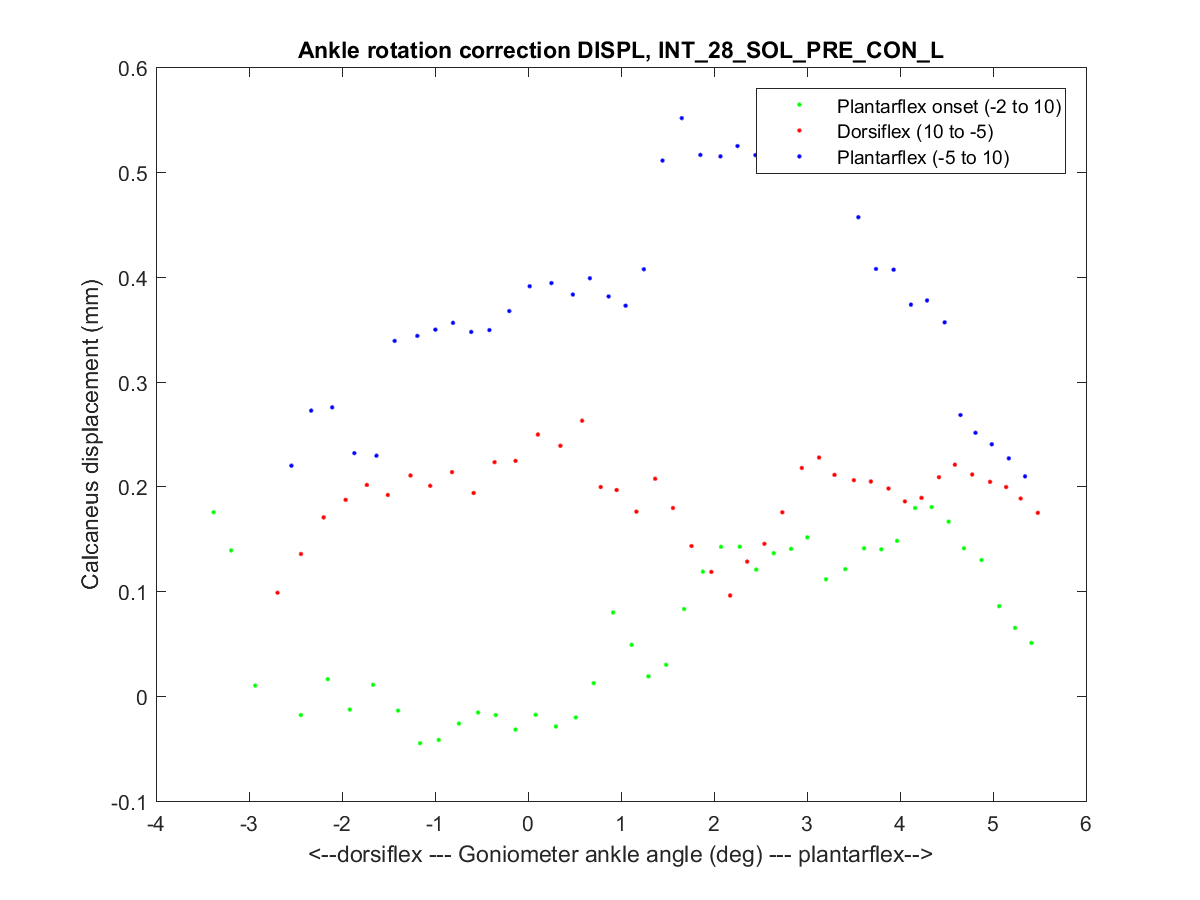 Ankle rotation correction DISPL, INT_28_SOL_PRE_CON_L
0.6
0.5
0.4
0.3
0.2
0.1
0
-0.1
Calcaneus displacement (mm)
Plantarflex onset (-2 to 10)
Dorsiflex (10 to -5)
Plantarflex (-5 to 10)
-4 -3 -2 -1 0 1 2 3 4 5 6
<--dorsiflex --- Goniometer ankle angle (deg) --- plantarflex-->